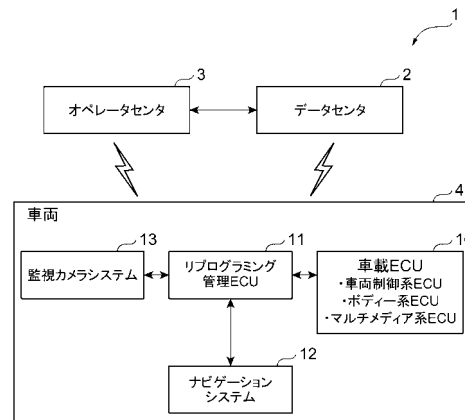 1
3
2
オペレータセンタ
データセンタ
4
車両
13
11
監視カメラシステム
リプログラミング
管理ECU
車載ECU
・車両制御系ECU
・ボディー系ECU
・マルチメディア系ECU
12
ナビゲーション
システム